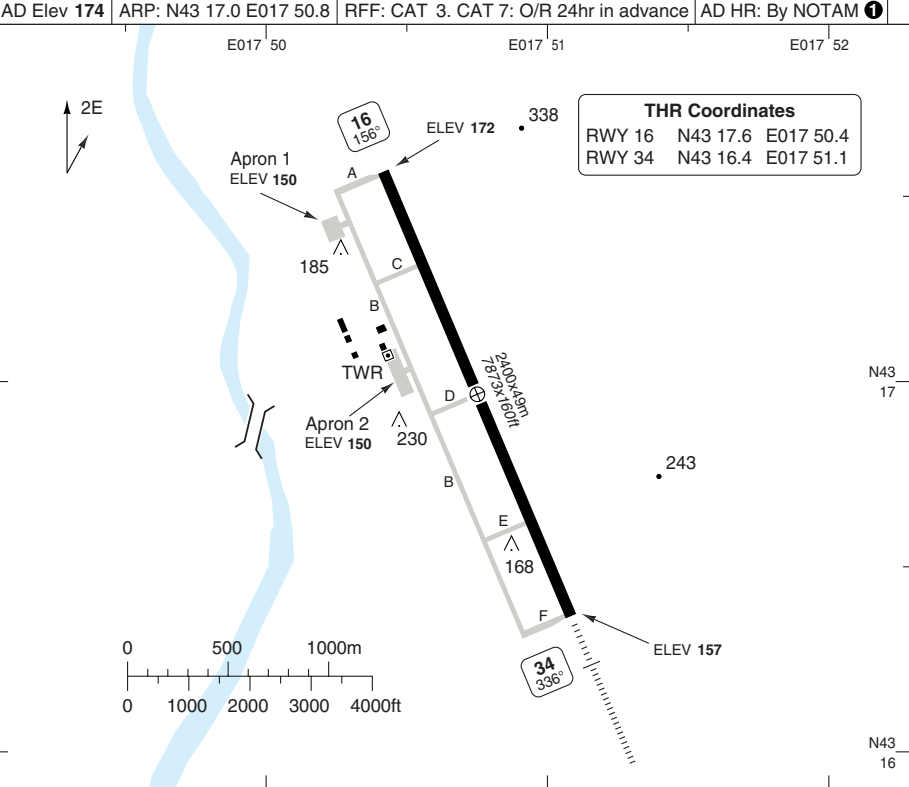 AD Elev 174 ARP: N43 17.0 E017 50.8 RFF: CAT 3. CAT 7: O/R 24hr in advance AD HR: By NOTAM ❶
E017 50 E017 51 E017 52
2E
THR Coordinates
RWY 16 N43 17.6 E017 50.4
RWY 34 N43 16.4 E017 51.1
16
156°
ELEV 172
338
Apron 1
ELEV 150
A
185
C
B
TWR
2400x49m
7873x160ft
N43
17
D
Apron 2
ELEV 150
230
243
B
E
168
F
ELEV 157
34
336°
0 500 1000m
0 1000 2000 3000 4000ft
N43
16